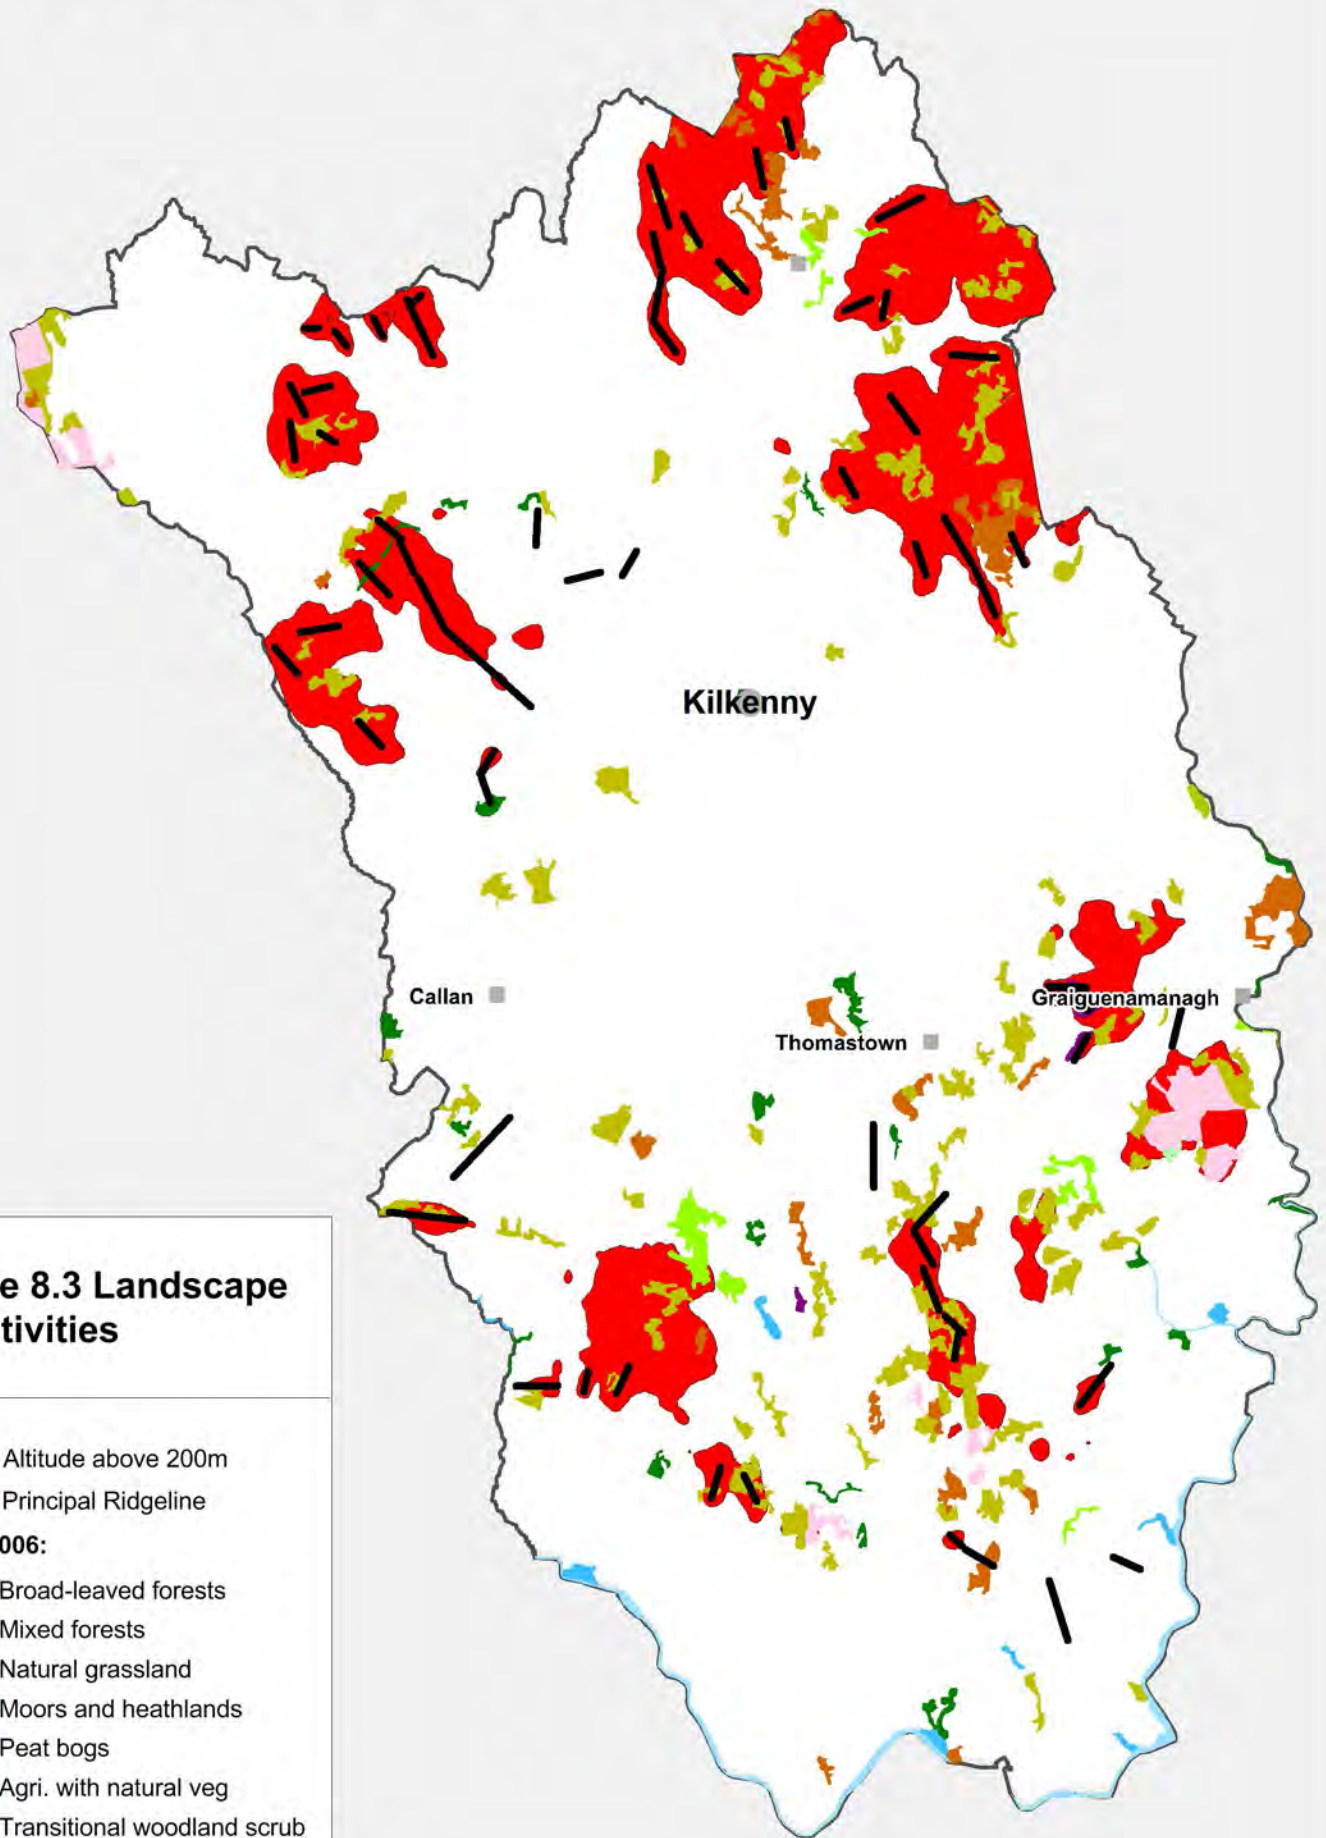 Kilkenny
Callan
Graiguenamanagh
Thomastown
e 8.3 Landscape
tivities
Altitude above 200m
Principal Ridgeline
006:
Broad-leaved forests
Mixed forests
Natural grassland
Moors and heathlands
Peat bogs
Agri. with natural veg
Transitional woodland scrub